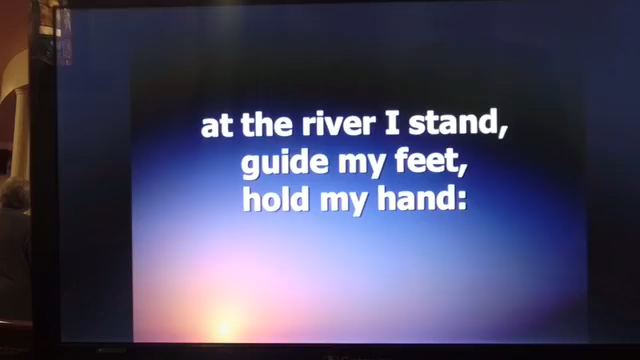 at the river I stand,
guide my feet,
hold my hand: